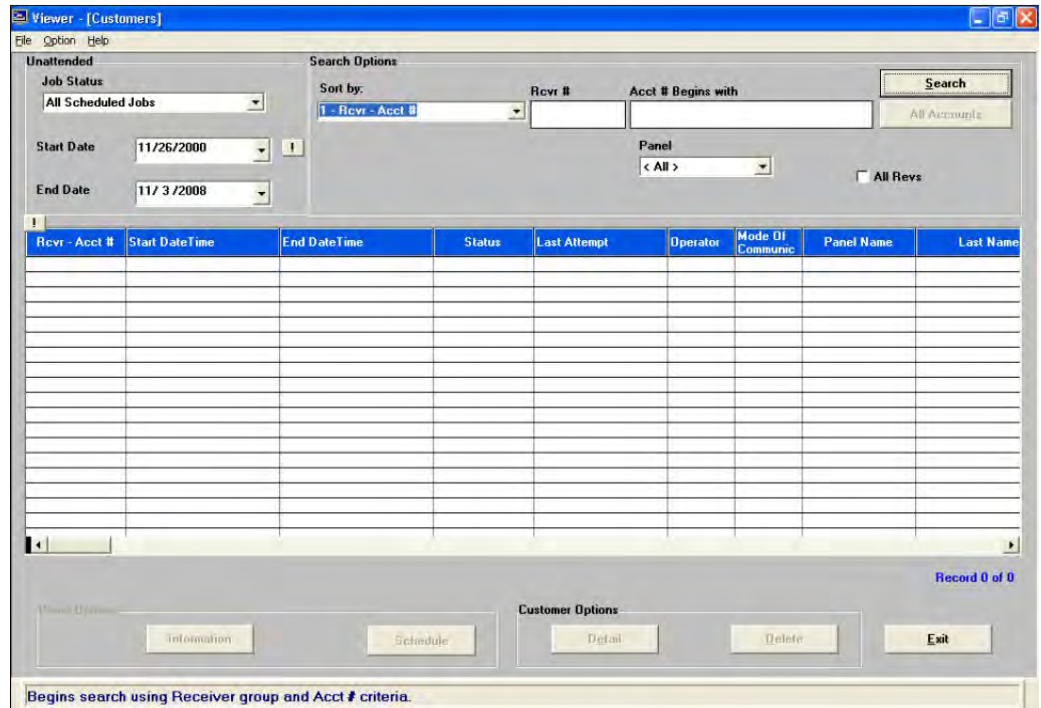 Viewer - [Customers]
File Option Help
Unattended
Job Status
All Scheduled Jobs
Start Date 11/26/2000 !
End Date 11/ 3 /2008
Search Options
Sort by:
1 - Rcvr - Acct #
Rcvr #
Acct # Begins with
Panel
< All >
All Revs
Search
All Accounts
!
Rcvr - Acct # Start DateTime End DateTime Status Last Attempt Operator Mode Of Communic Panel Name Last Name
Record 0 of 0
Information
Schedule
Customer Options
Detail
Delete
Exit
Begins search using Receiver group and Acct # criteria.